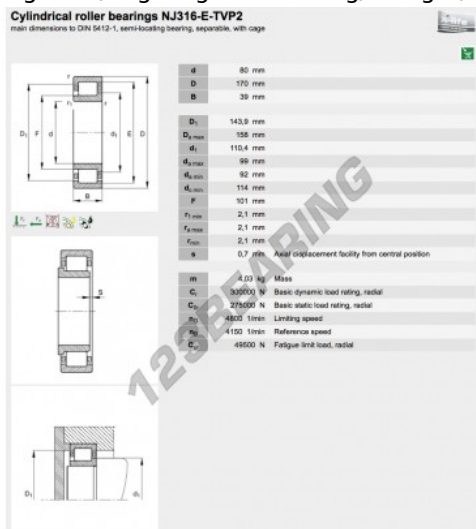 Cylindrical roller bearings NJ316-E-TVP2
main dimensions to DIN 5412-1, semi-locating bearing, separable, with cage
d 80 mm
D 170 mm
B 39 mm
D₁ 143,9 mm
Da max 158 mm
d₁ 110,4 mm
da max 99 mm
da min 92 mm
dc min 114 mm
F 101 mm
r1 min 2,1 mm
ra max 2,1 mm
rmin 2,1 mm
s 0,7 mm Axial displacement facility from central position
m 4,03 kg Mass
Cr 300000 N Basic dynamic load rating, radial
275000 N Basic static load rating, radial
nG 4800 1/min Limiting speed
4150 1/min Reference speed
49500 N Fatigue limit load, radial
r
r₁ r
D₁ F d d₁ E D
B
S
D₁ d₁
123BEARING